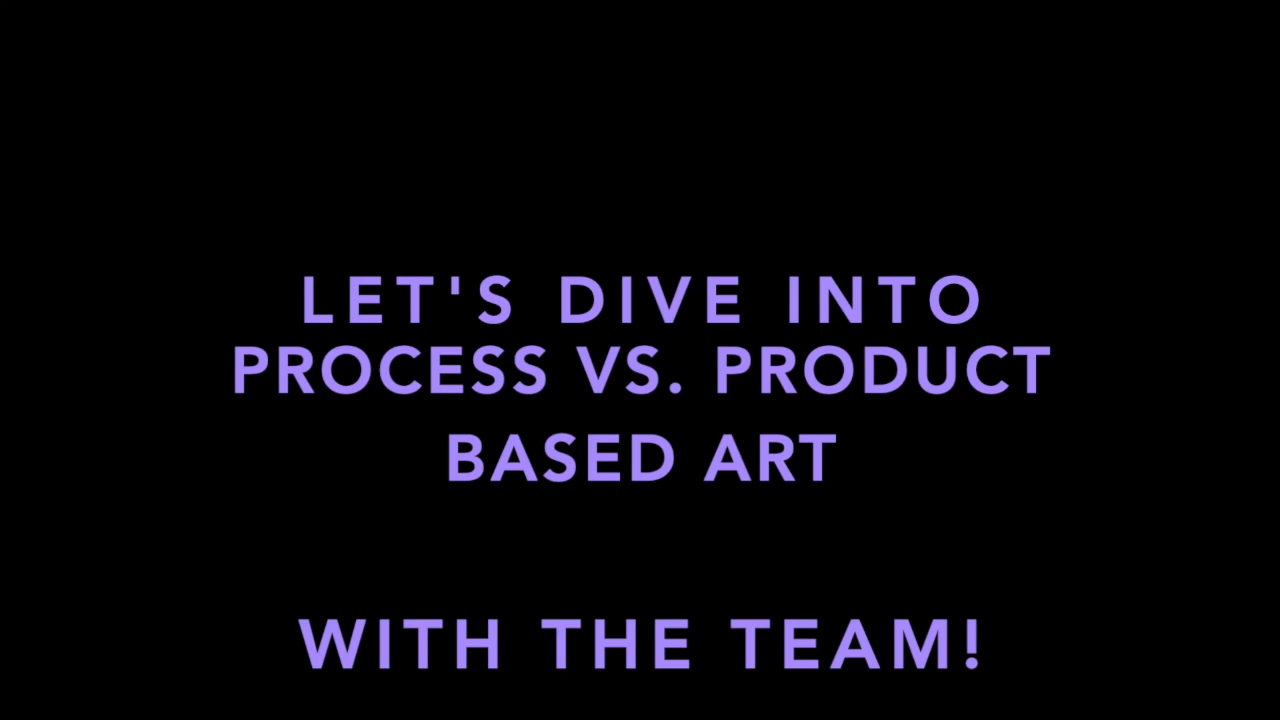 LET'S DIVE INTO
PROCESS VS. PRODUCT
BASED ART
WITH THE TEAM!